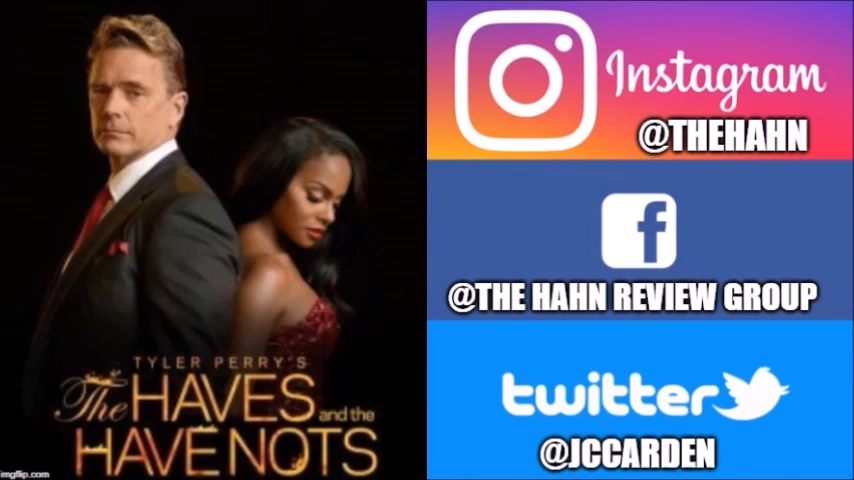 TYLER PERRY'S
The HAVES and the
HAVE NOTS
imgflip.com
Instagram
@THEHAHN
f
@THE HAHN REVIEW GROUP
twitter
@JCCARDEN